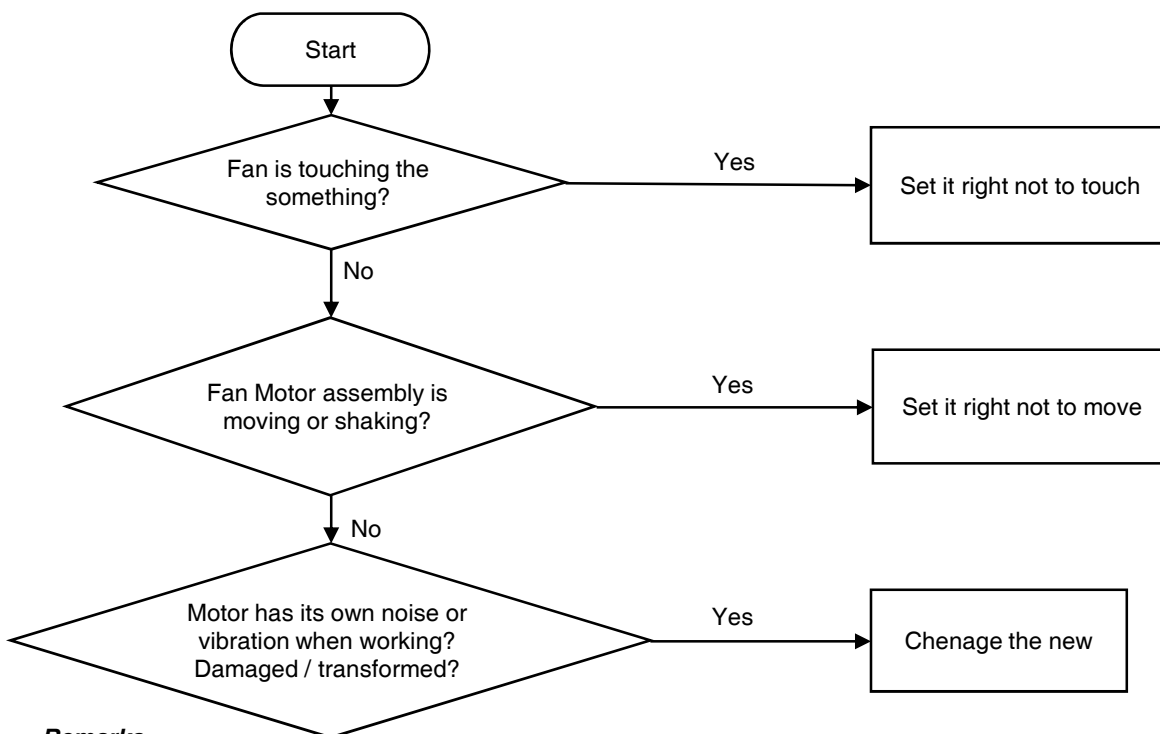 Start
Fan is touching the
something?
Yes
Set it right not to touch
No
Fan Motor assembly is
moving or shaking?
Yes
Set it right not to move
No
Motor has its own noise or
vibration when working?
Damaged / transformed?
Yes
Chenage the new
Remarks